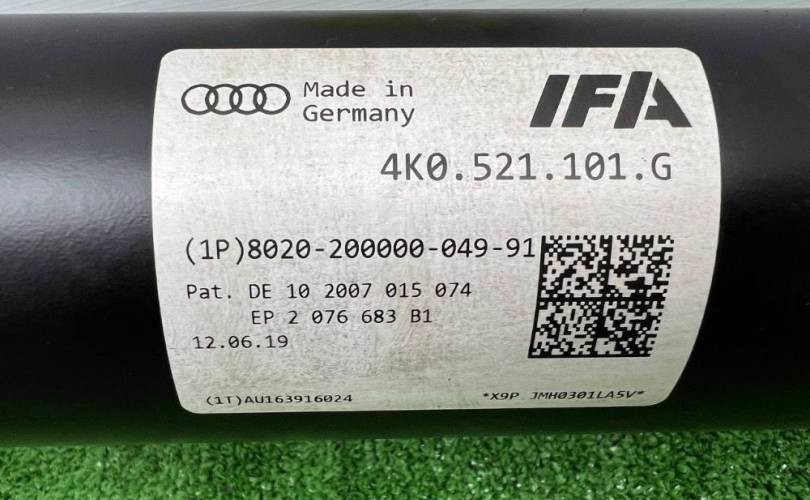 Made in
Germany
IFA
4K0.521.101.G
(1P)8020-200000-049-91
Pat. DE 10 2007 015 074
EP 2 076 683 B1
12.06.19
(1T)AU163916024
*X9P JMH0301LA5V*